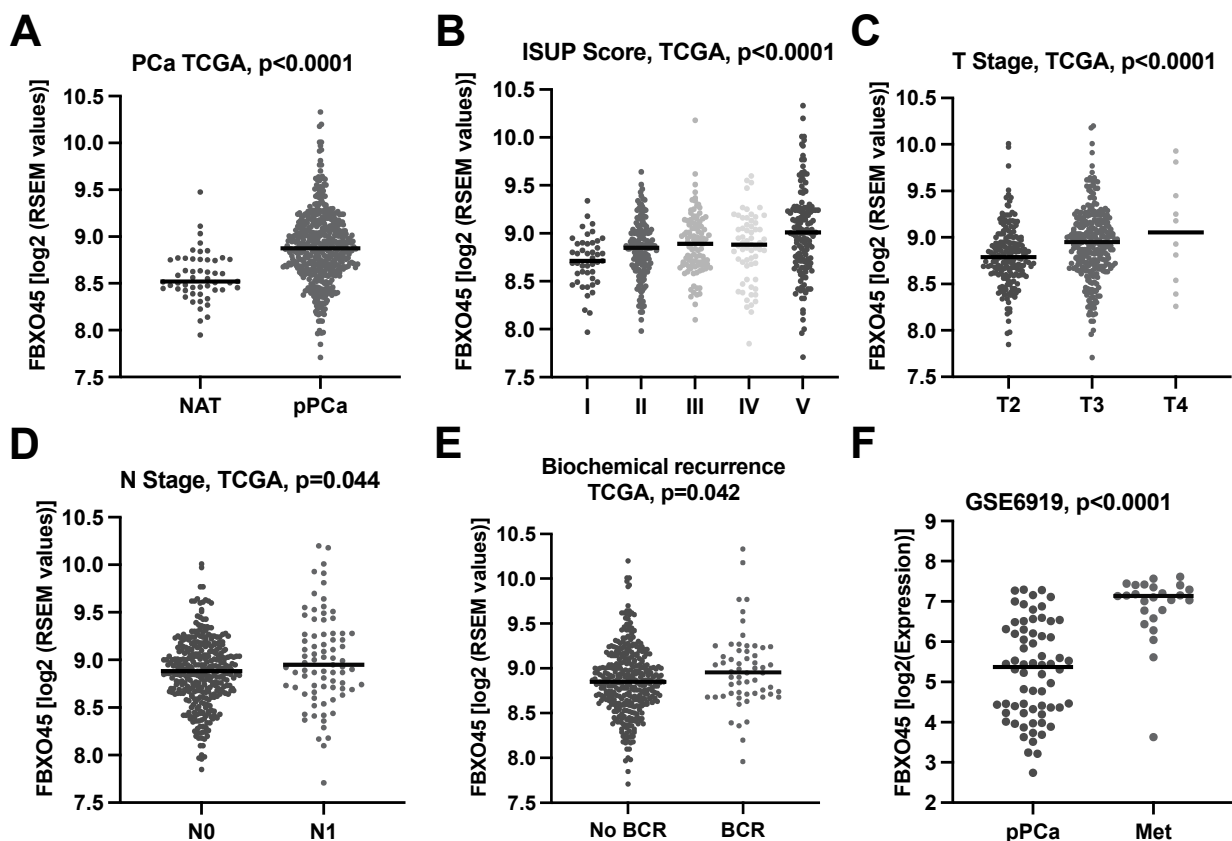 A
PCa TCGA, p<0.0001
FBXO45 [log2 (RSEM values)]
10.5
10.0
9.5
9.0
8.5
8.0
7.5
NAT
pPCa
B
ISUP Score, TCGA, p<0.0001
FBXO45 [log2 (RSEM values)]
10.5
10.0
9.5
9.0
8.5
8.0
7.5
I
II
III
IV
V
C
T Stage, TCGA, p<0.0001
FBXO45 [log2 (RSEM values)]
10.5
10.0
9.5
9.0
8.5
8.0
7.5
T2
T3
T4
D
N Stage, TCGA, p=0.044
FBXO45 [log2 (RSEM values)]
10.5
10.0
9.5
9.0
8.5
8.0
7.5
N0
N1
E
Biochemical recurrence
TCGA, p=0.042
FBXO45 [log2 (RSEM values)]
10.5
10.0
9.5
9.0
8.5
8.0
7.5
No BCR
BCR
F
GSE6919, p<0.0001
FBXO45 [log2(Expression)]
9
8
7
6
5
4
3
2
pPCa
Met